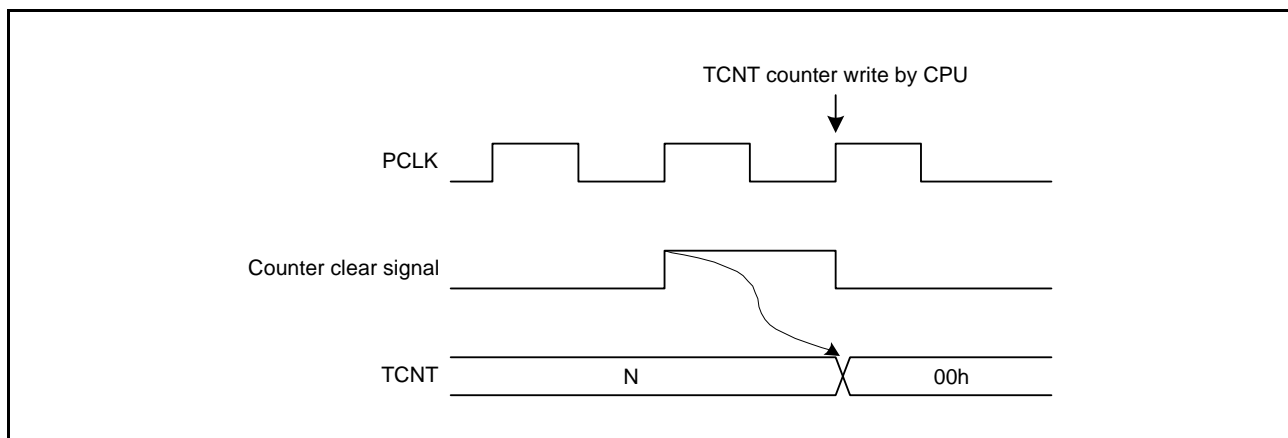 TCNT counter write by CPU
PCLK
Counter clear signal
TCNT
N
00h